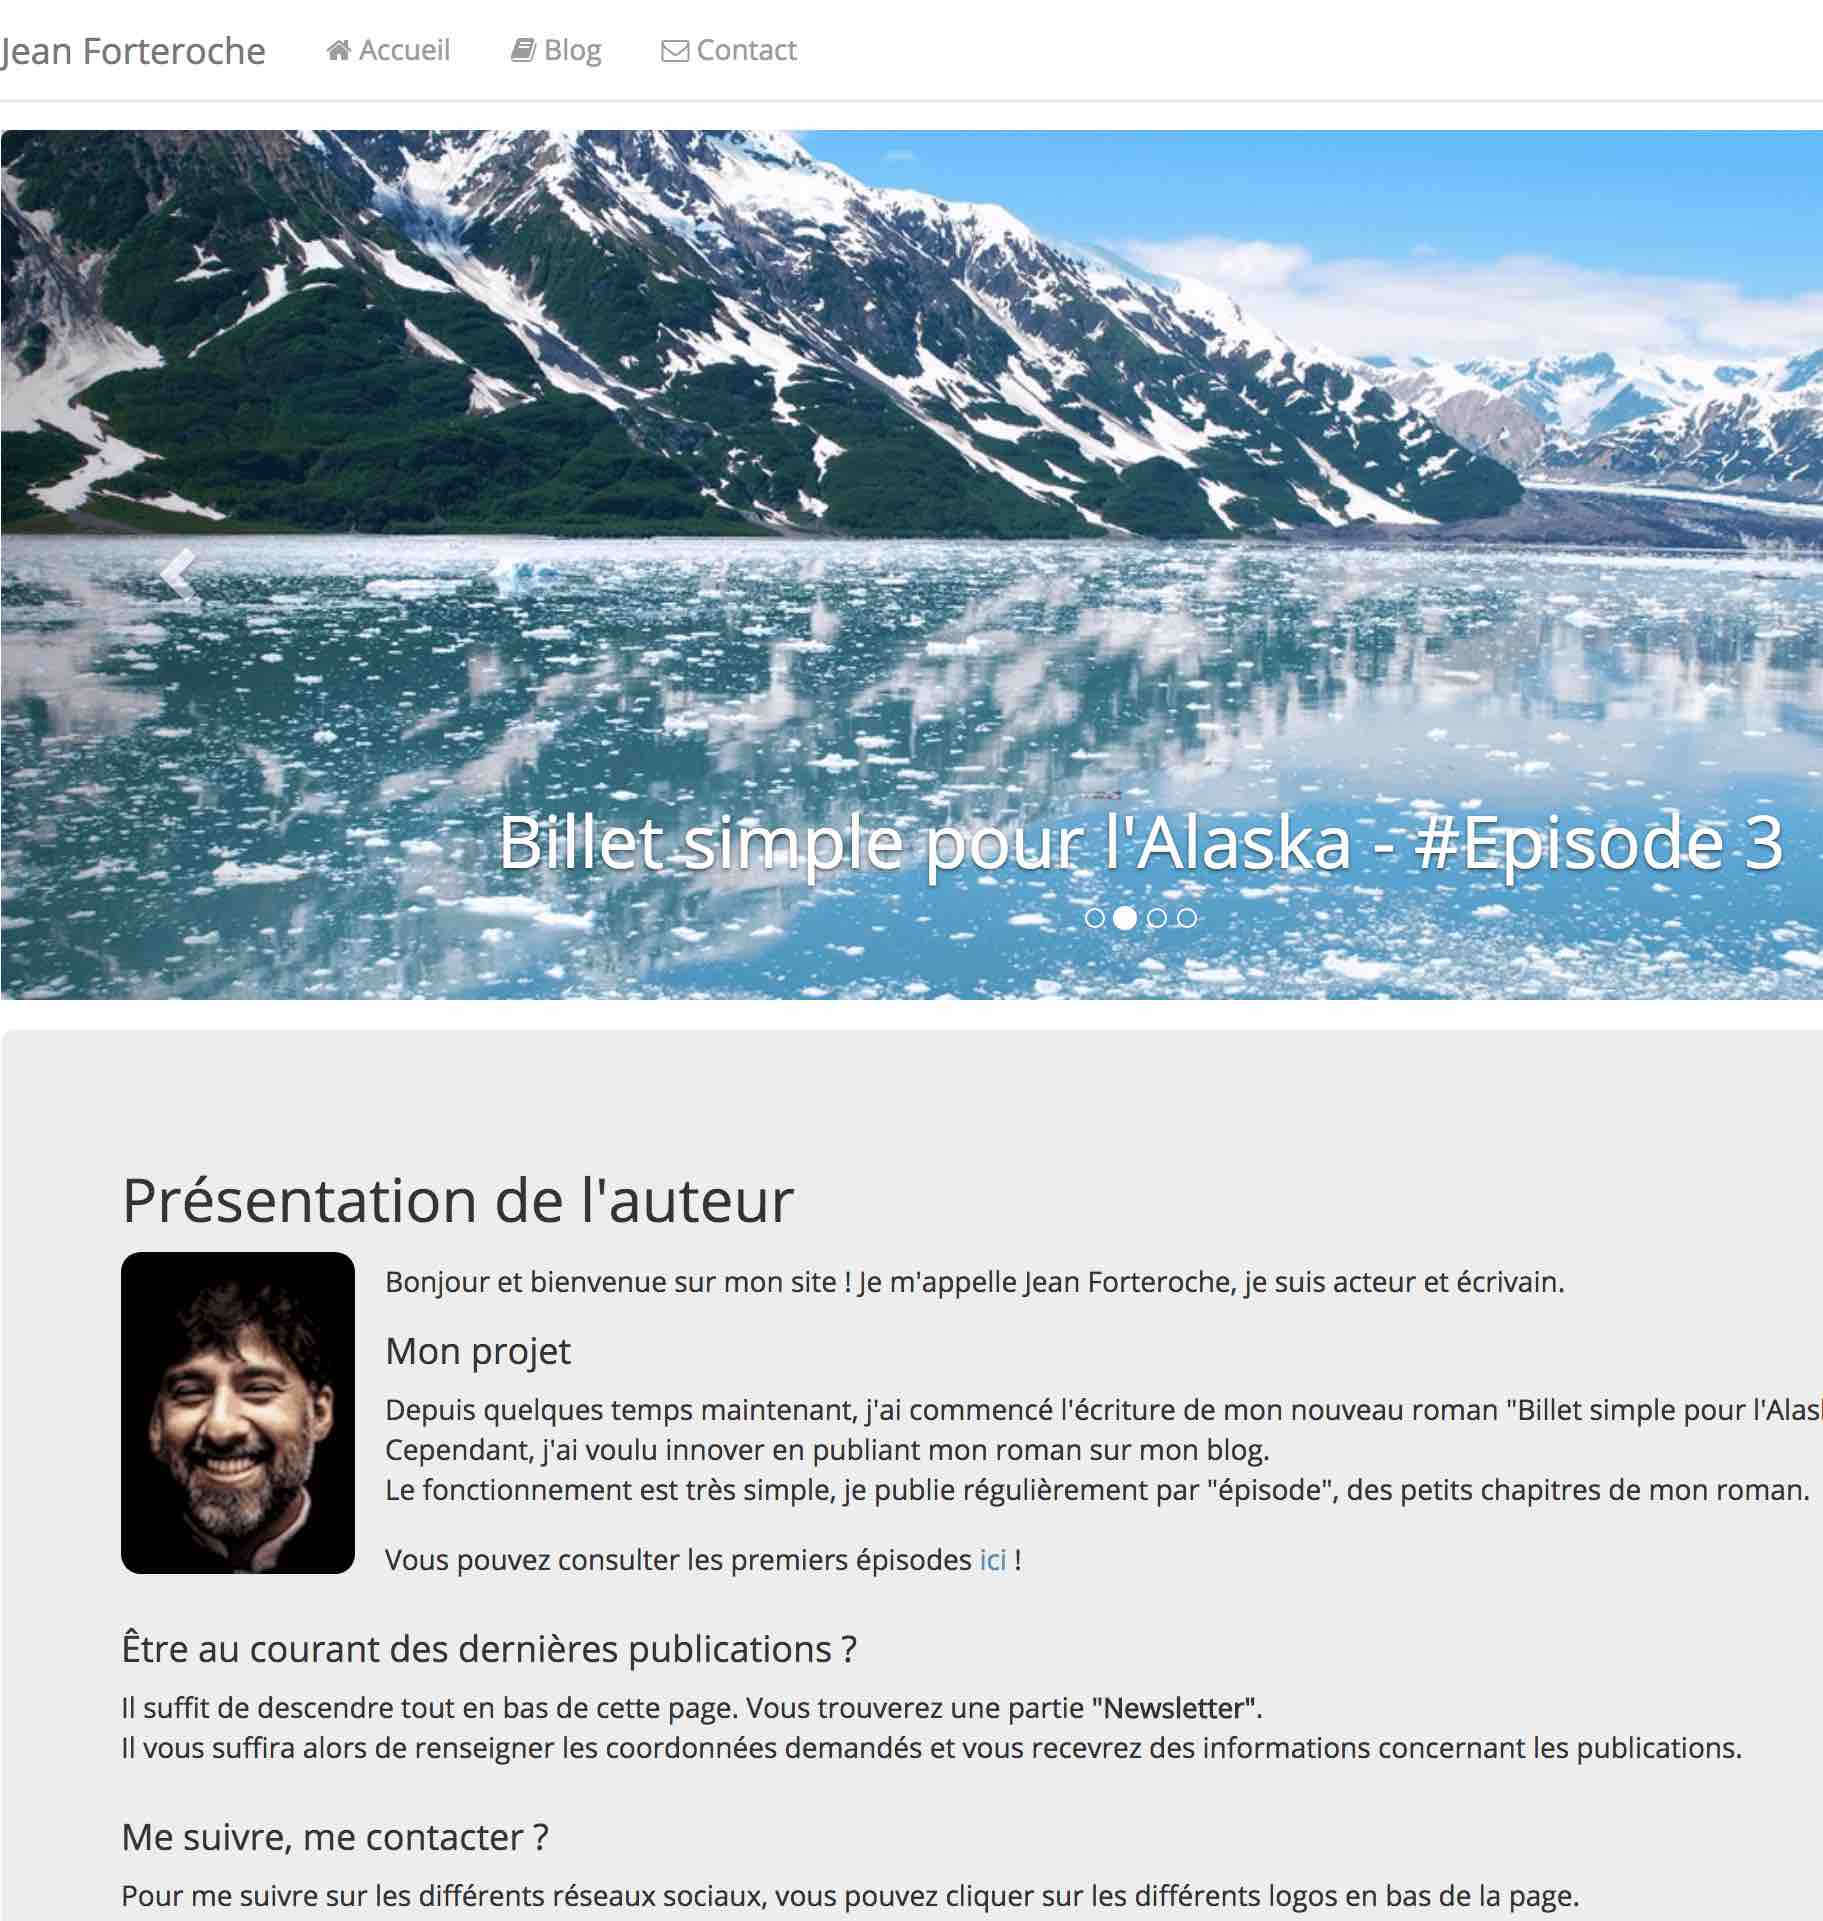 Jean Forteroche Accueil Blog Contact
Billet simple pour l'Alaska - #Episode 3
Présentation de l'auteur
Bonjour et bienvenue sur mon site ! Je m'appelle Jean Forteroche, je suis acteur et écrivain.
Mon projet
Depuis quelques temps maintenant, j'ai commencé l'écriture de mon nouveau roman "Billet simple pour
Cependant, j'ai voulu innover en publiant mon roman sur mon blog.
Le fonctionnement est très simple, je publie régulièrement par "épisode", des petits chapitres de mon roman.
Vous pouvez consulter les premiers épisodes ici !
Être au courant des dernières publications ?
Il suffit de descendre tout en bas de cette page. Vous trouverez une partie "Newsletter".
Il vous suffira alors de renseigner les coordonnées demandés et vous recevrez des informations concernant les publications.
Me suivre, me contacter ?
Pour me suivre sur les différents réseaux sociaux, vous pouvez cliquer sur les différents logos en bas de la page.